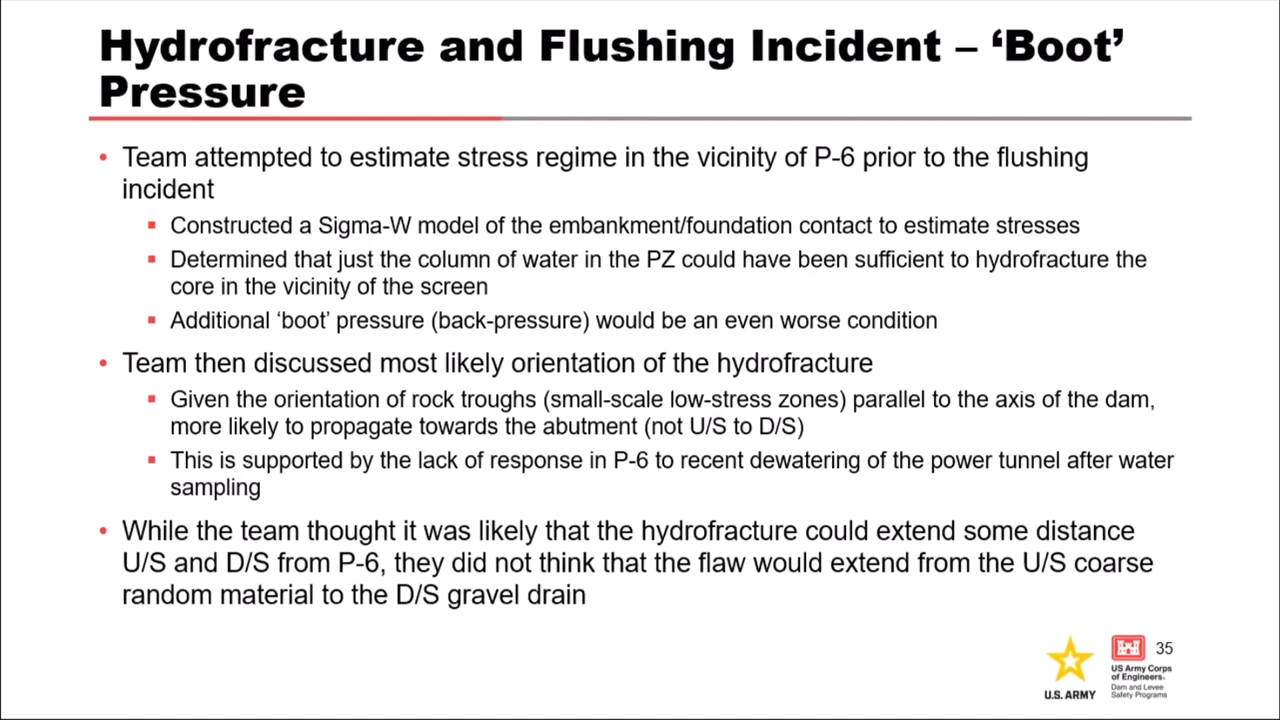 Hydrofracture and Flushing Incident – ‘Boot’
Pressure
• Team attempted to estimate stress regime in the vicinity of P-6 prior to the flushing
incident
▪ Constructed a Sigma-W model of the embankment/foundation contact to estimate stresses
▪ Determined that just the column of water in the PZ could have been sufficient to hydrofracture the
core in the vicinity of the screen
▪ Additional ‘boot’ pressure (back-pressure) would be an even worse condition
• Team then discussed most likely orientation of the hydrofracture
▪ Given the orientation of rock troughs (small-scale low-stress zones) parallel to the axis of the dam,
more likely to propagate towards the abutment (not U/S to D/S)
▪ This is supported by the lack of response in P-6 to recent dewatering of the power tunnel after water
sampling
• While the team thought it was likely that the hydrofracture could extend some distance
U/S and D/S from P-6, they did not think that the flaw would extend from the U/S coarse
random material to the D/S gravel drain
35
U.S. ARMY
US Army Corps
of Engineers®
Dam and Levee
Safety Programs